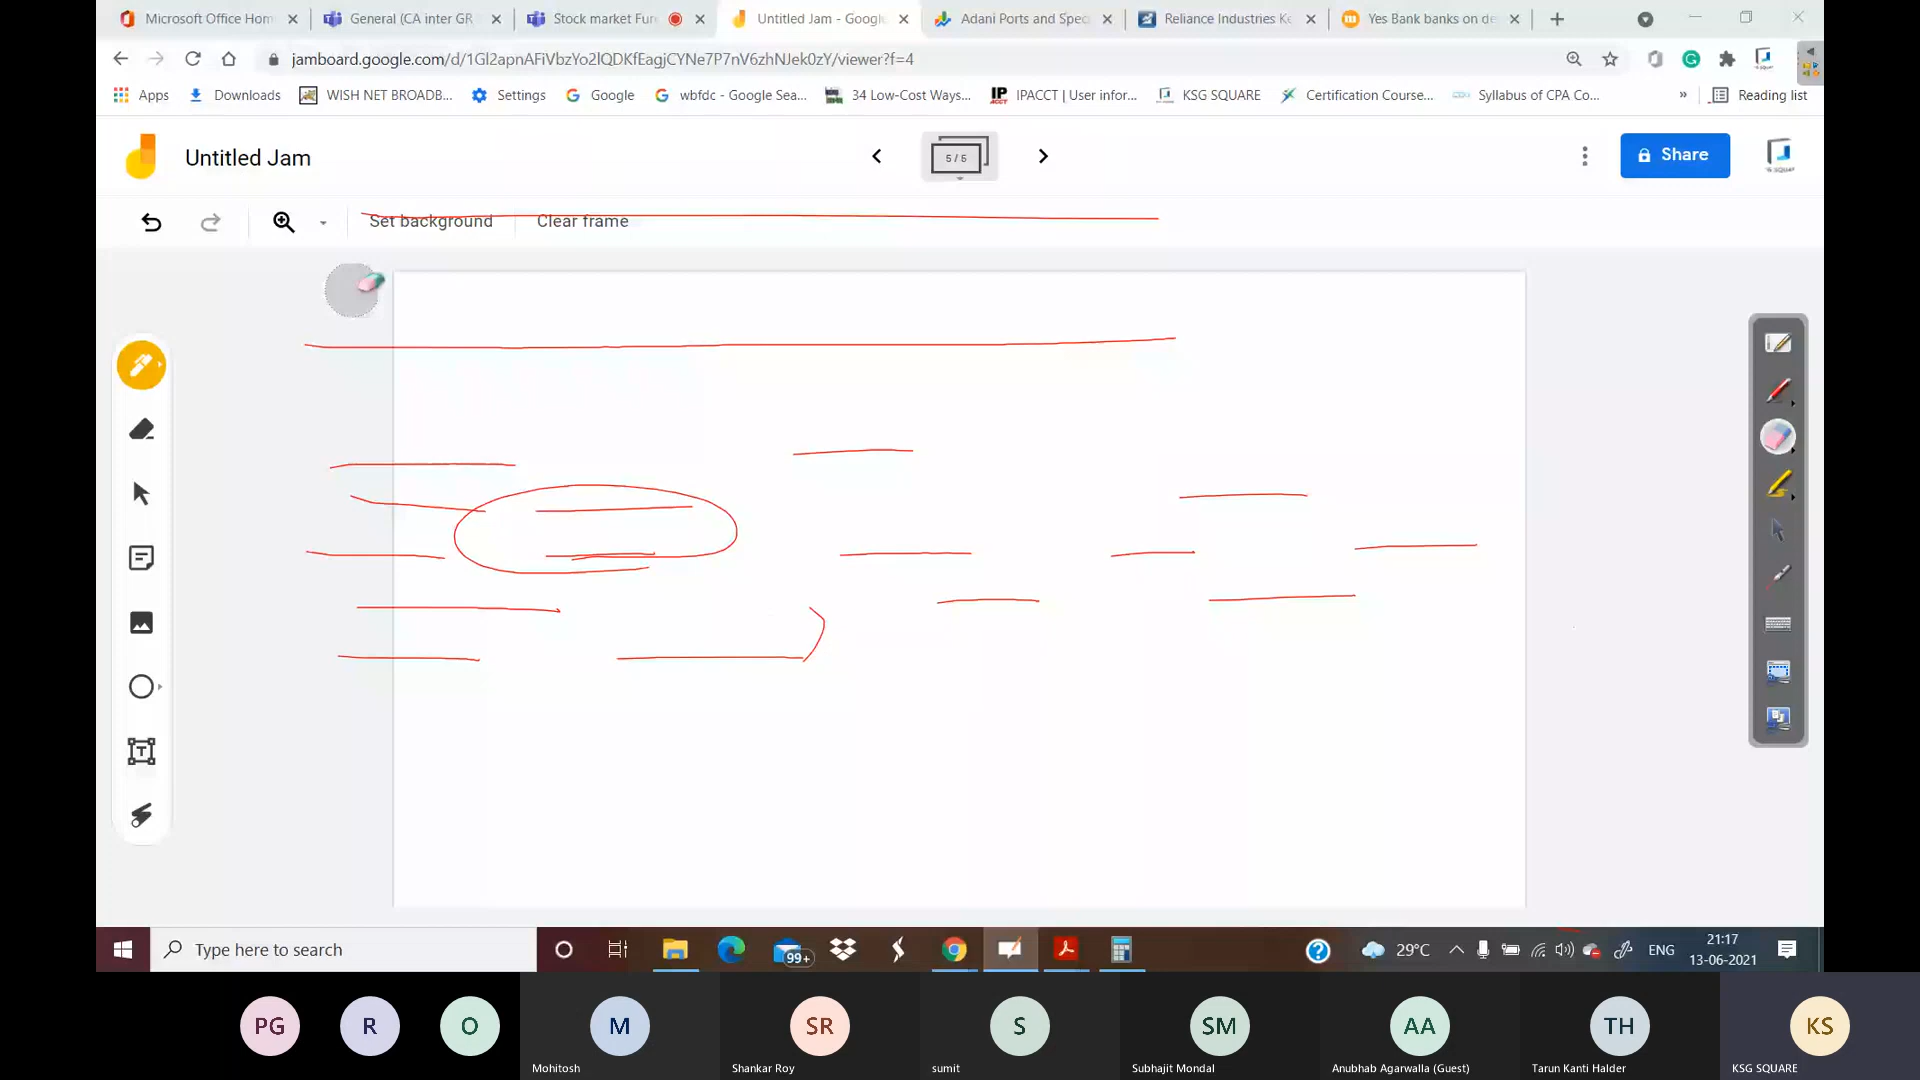 Microsoft Office Hom
General (CA inter GR
Stock market Fun
Untitled Jam - Google
Adani Ports and Spec
Reliance Industries Ke
Yes Bank banks on de
jamboard.google.com/d/1Gl2apnAFiVbzYo2lQDKfEagjCYNe7P7nV6zhNJek0zY/viewer?f=4
Apps
Downloads
WISH NET BROADB...
Settings
Google
wbfdc - Google Sea...
34 Low-Cost Ways...
IPACCT | User infor...
KSG SQUARE
Certification Course...
Syllabus of CPA Co...
»
Reading list
Untitled Jam
5 / 5
Share
Set background
Clear frame
Type here to search
99+
29°C
ENG
21:17
13-06-2021
PG
R
O
M
SR
S
SM
AA
TH
KS
Mohitosh
Shankar Roy
sumit
Subhajit Mondal
Anubhab Agarwalla (Guest)
Tarun Kanti Halder
KSG SQUARE